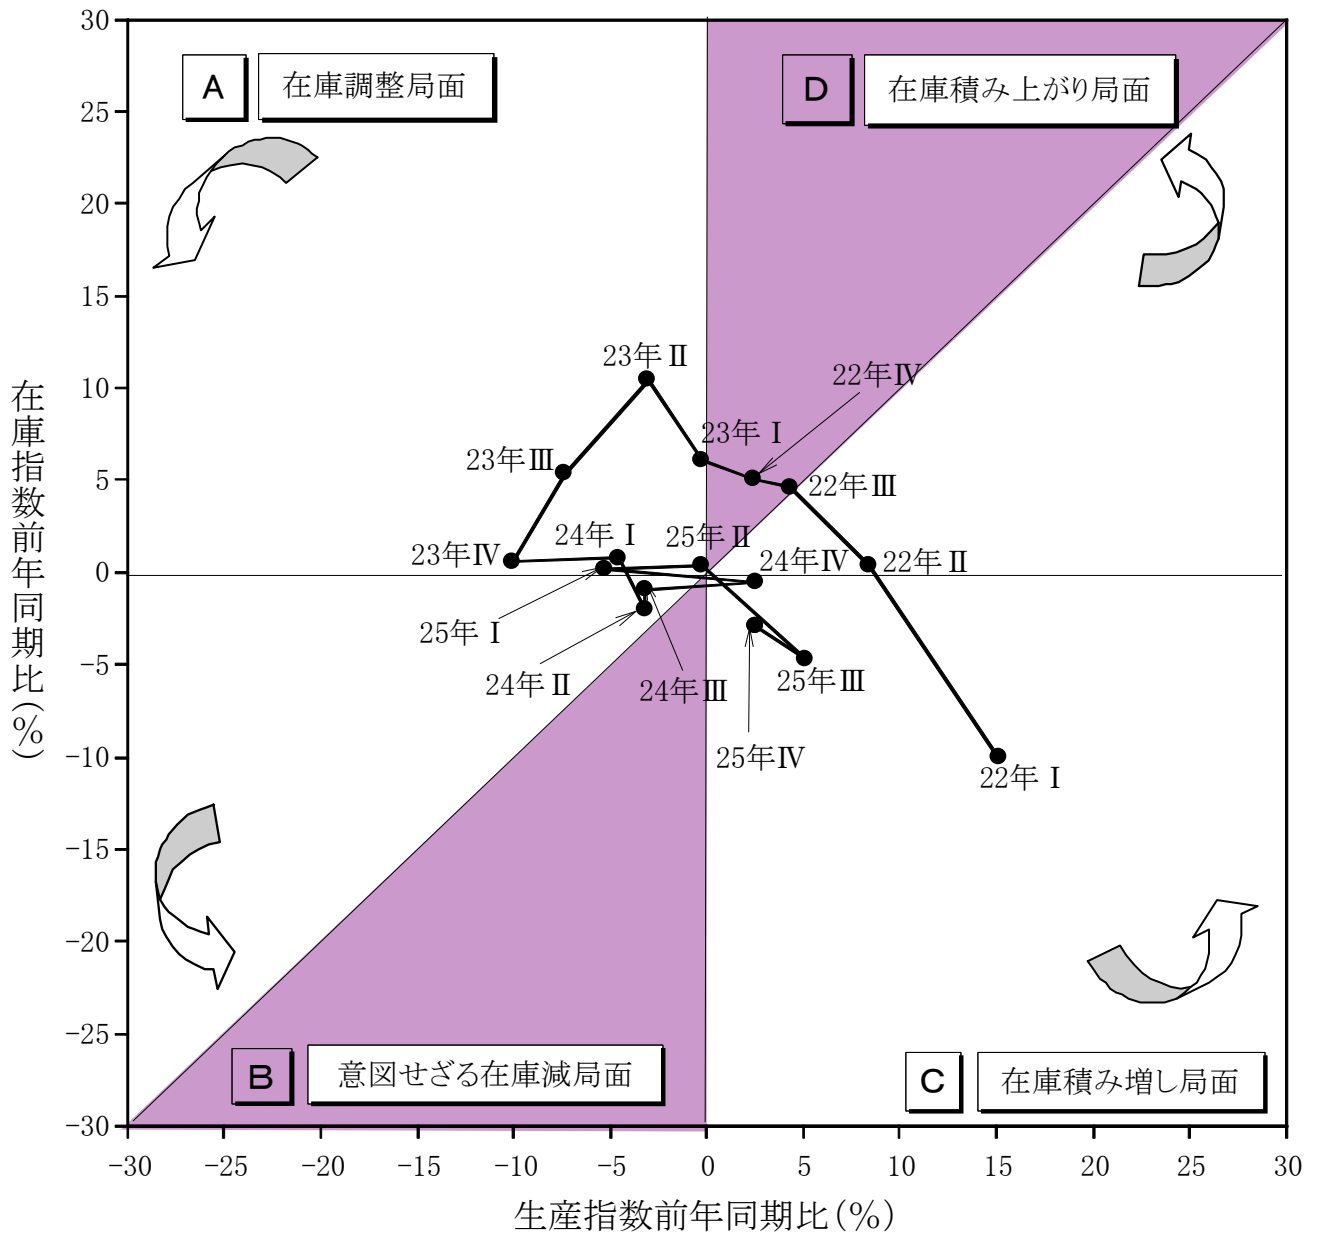 A
在庫調整局面
D
在庫積み上がり局面
30
25
20
15
10
5
0
-5
-10
-15
-20
-25
-30
在庫指数前年同期比(%)
23年Ⅱ
22年Ⅳ
23年Ⅰ
23年Ⅲ
22年Ⅲ
24年Ⅰ
25年Ⅱ
23年Ⅳ
24年Ⅳ
22年Ⅱ
25年Ⅰ
24年Ⅱ
24年Ⅲ
25年Ⅲ
25年Ⅳ
22年Ⅰ
B
意図せざる在庫減局面
C
在庫積み増し局面
-30 -25 -20 -15 -10 -5 0 5 10 15 20 25 30
生産指数前年同期比(%)